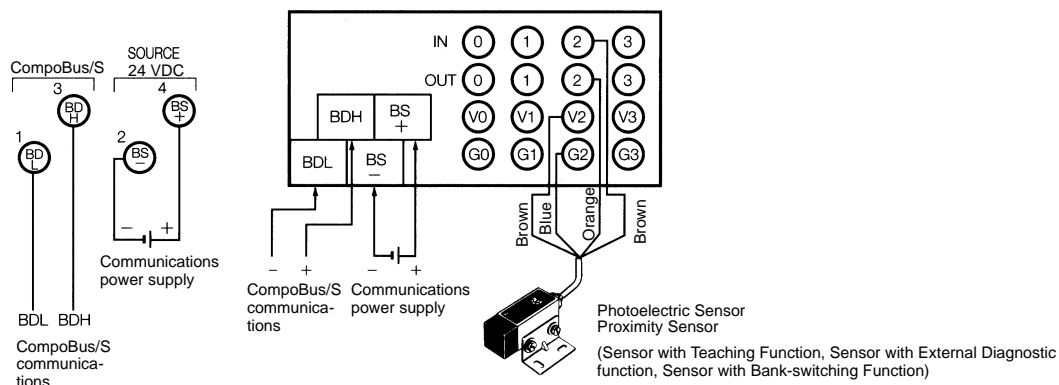 CompoBus/S
SOURCE
24 VDC
3
4
BD
H
BS
+
1
2
BD
L
BS
–
– +
Communications
power supply
BDL BDH
CompoBus/S
communica-
tions
IN 0 1 2 3
OUT 0 1 2 3
V0 V1 V2 V3
G0 G1 G2 G3
BDH
BS
+
BDL
BS
–
– + – +
CompoBus/S
communica-
tions
Communications
power supply
Brown
Blue
Orange
Brown
Photoelectric Sensor
Proximity Sensor
(Sensor with Teaching Function, Sensor with External Diagnostic
function, Sensor with Bank-switching Function)